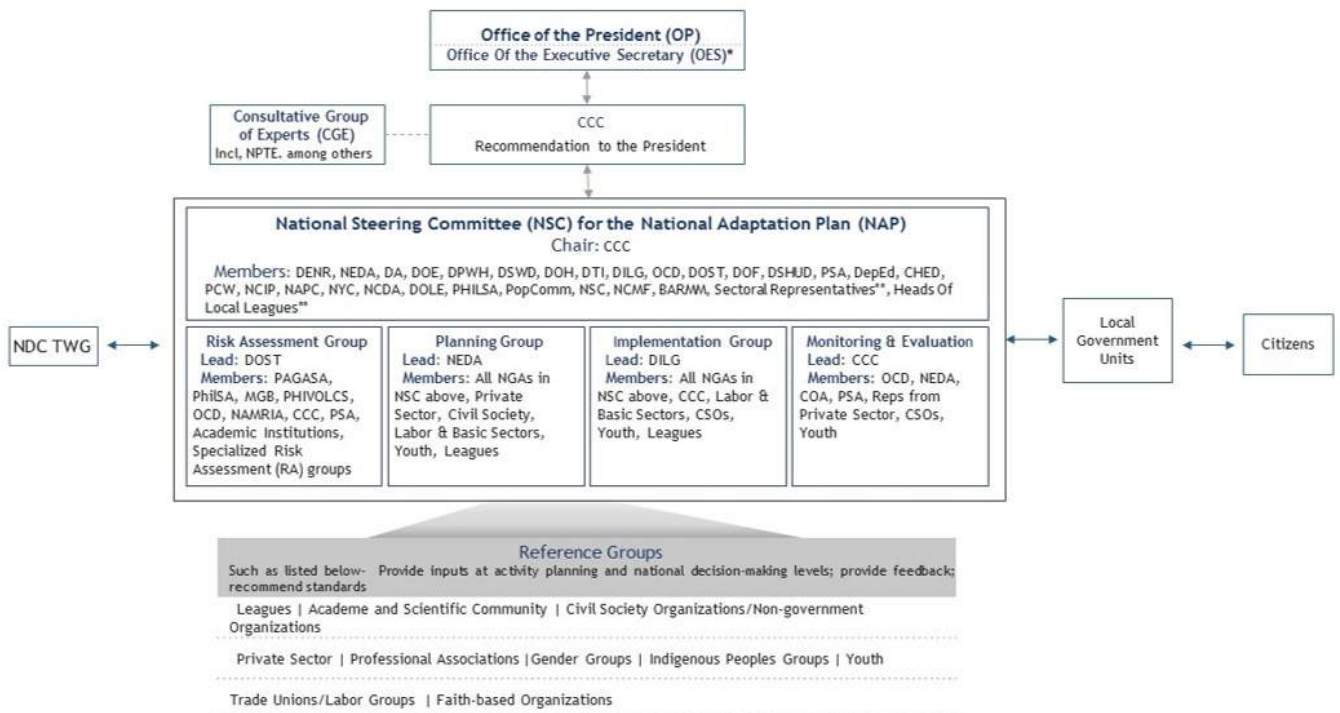 Office of the President (OP)
Office Of the Executive Secretary (OES)*
Consultative Group
of Experts (CGE)
Incl, NPTE. among others
CCC
Recommendation to the President
National Steering Committee (NSC) for the National Adaptation Plan (NAP)
Chair: CCC
Members: DENR, NEDA, DA, DOE, DPWH, DSWD, DOH, DTI, DILG, OCD, DOST, DOF, DSHUD, PSA, DepEd, CHED,
PCW, NCIP, NAPC, NYC, NCDA, DOLE, PHILSA, PopComm, NSC, NCMF, BARMM, Sectoral Representatives**, Heads Of
Local Leagues**
NDC TWG
Risk Assessment Group
Lead: DOST
Members: PAGASA,
PhilSA, MGB, PHIVOLCS,
OCD, NAMRIA, CCC, PSA,
Academic Institutions,
Specialized Risk
Assessment (RA) groups
Planning Group
Lead: NEDA
Members: All NGAs in
NSC above, Private
Sector, Civil Society,
Labor & Basic Sectors,
Youth, Leagues
Implementation Group
Lead: DILG
Members: All NGAs in
NSC above, CCC, Labor &
Basic Sectors, CSOs,
Youth, Leagues
Monitoring & Evaluation
Lead: CCC
Members: OCD, NEDA,
COA, PSA, Reps from
Private Sector, CSOs,
Youth
Local
Government
Units
Citizens
Reference Groups
Such as listed below- Provide inputs at activity planning and national decision-making levels; provide feedback;
recommend standards
Leagues | Academe and Scientific Community | Civil Society Organizations/Non-government
Organizations
Private Sector | Professional Associations |Gender Groups | Indigenous Peoples Groups | Youth
Trade Unions/Labor Groups | Faith-based Organizations